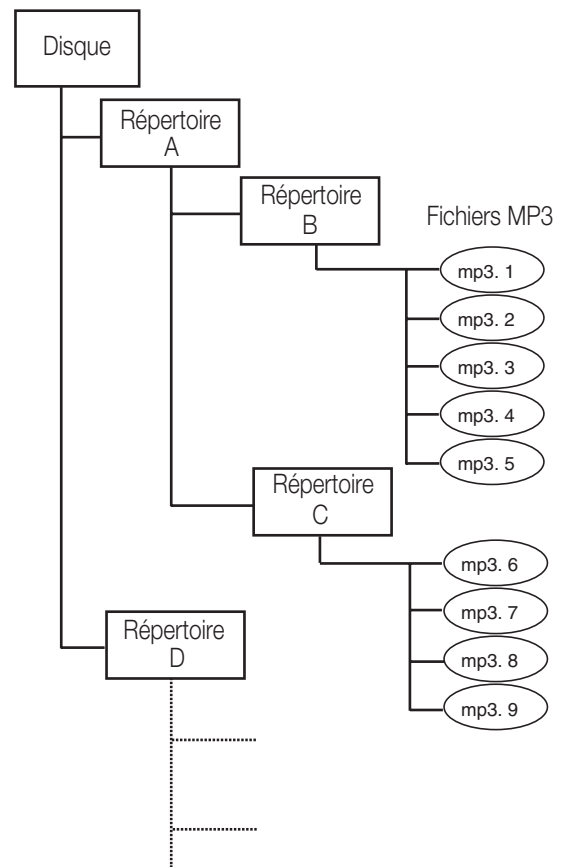 Disque
Répertoire
A
Répertoire
B
Fichiers MP3
mp3. 1
mp3. 2
mp3. 3
mp3. 4
mp3. 5
Répertoire
C
mp3. 6
mp3. 7
mp3. 8
mp3. 9
Répertoire
D